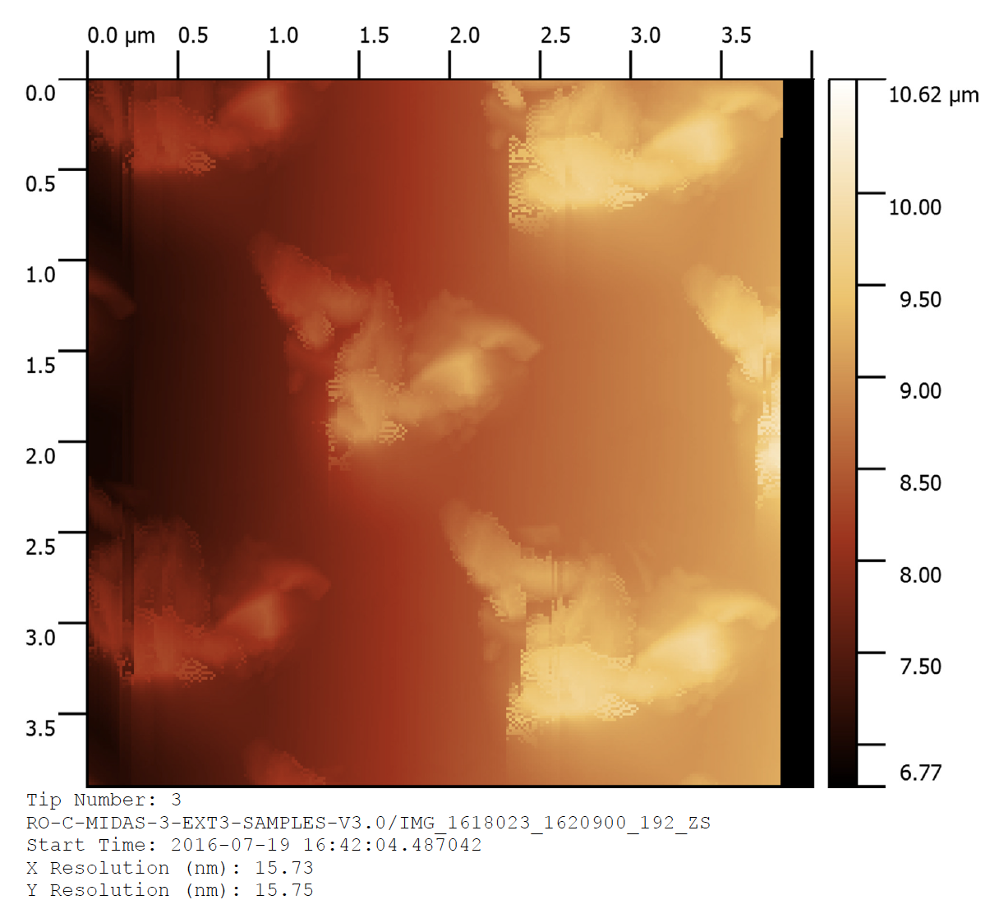 0.0 µm 0.5 1.0 1.5 2.0 2.5 3.0 3.5
0.0
0.5
1.0
1.5
2.0
2.5
3.0
3.5
10.62 µm
10.00
9.50
9.00
8.50
8.00
7.50
6.77
Tip Number: 3
RO-C-MIDAS-3-EXT3-SAMPLES-V3.0/IMG_1618023_1620900_192_ZS
Start Time: 2016-07-19 16:42:04.487042
X Resolution (nm): 15.73
Y Resolution (nm): 15.75